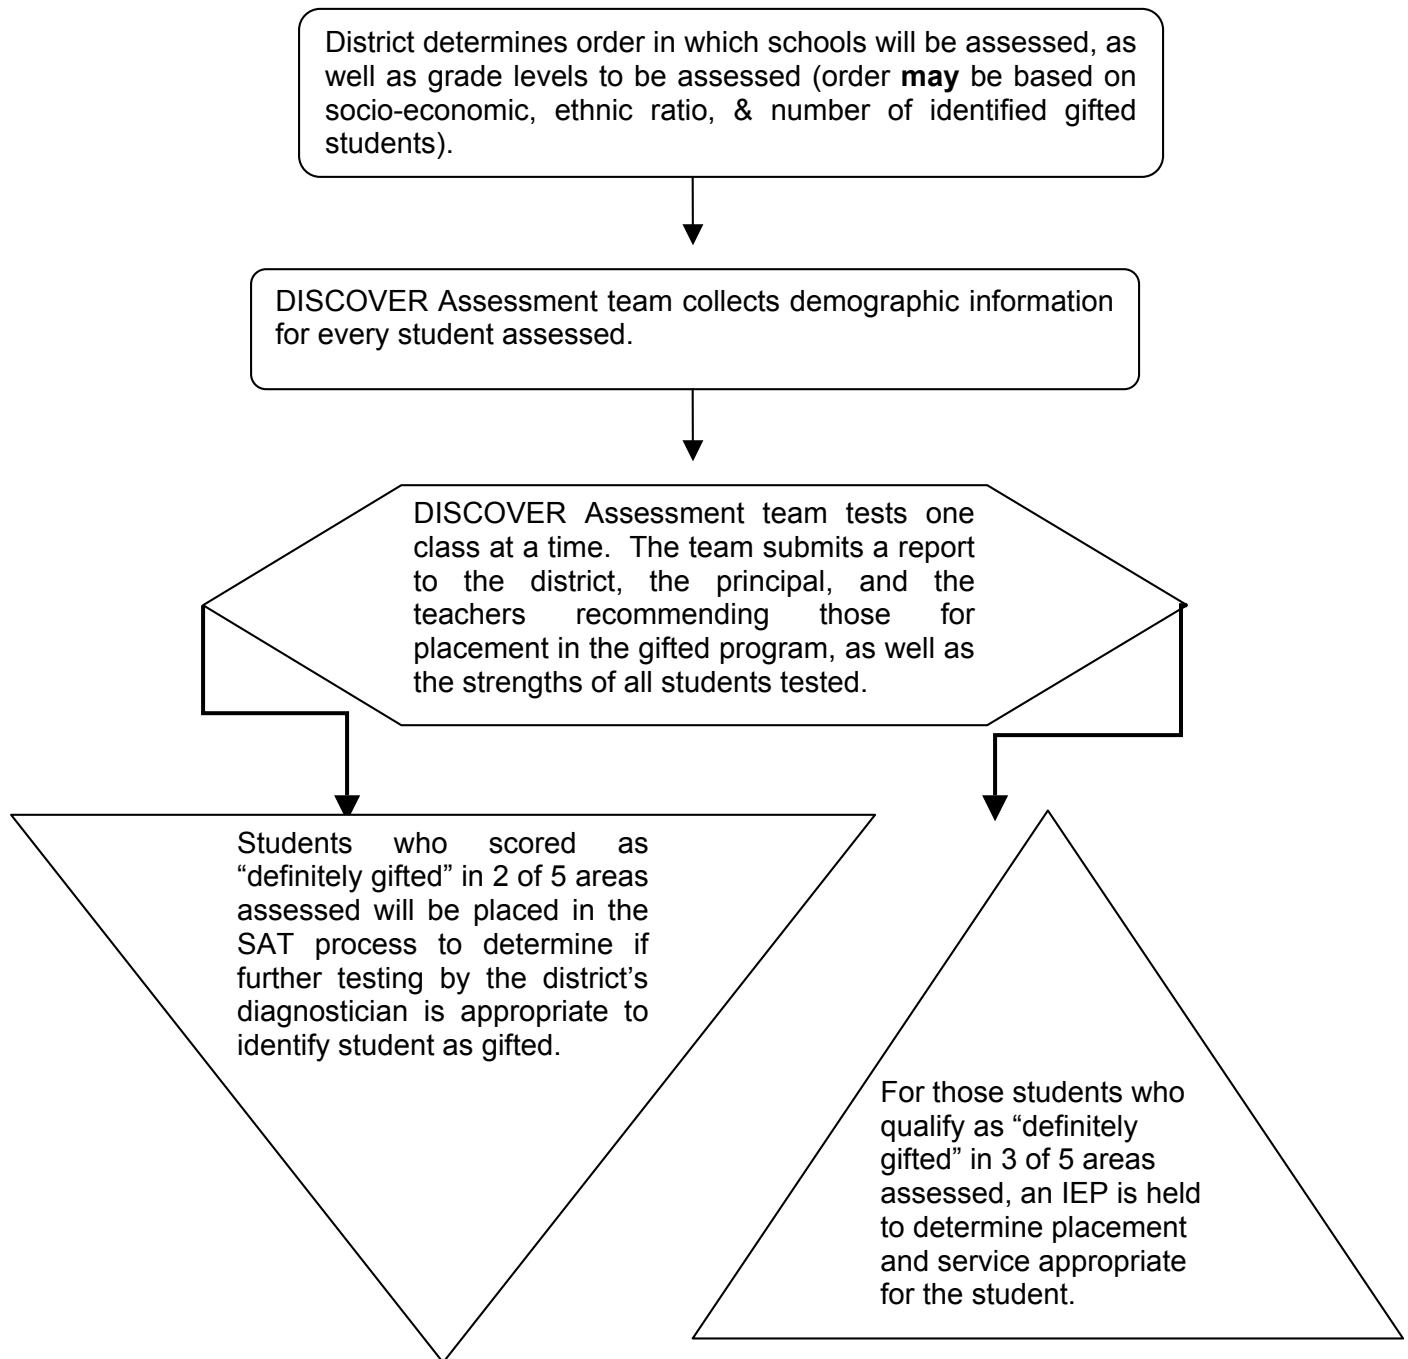 District determines order in which schools will be assessed, as
well as grade levels to be assessed (order may be based on
socio-economic, ethnic ratio, & number of identified gifted
students).
DISCOVER Assessment team collects demographic information
for every student assessed.
DISCOVER Assessment team tests one
class at a time. The team submits a report
to the district, the principal, and the
teachers recommending those for
placement in the gifted program, as well as
the strengths of all students tested.
Students who scored as
“definitely gifted” in 2 of 5 areas
assessed will be placed in the
SAT process to determine if
further testing by the district’s
diagnostician is appropriate to
identify student as gifted.
For those students who
qualify as “definitely
gifted” in 3 of 5 areas
assessed, an IEP is held
to determine placement
and service appropriate
for the student.